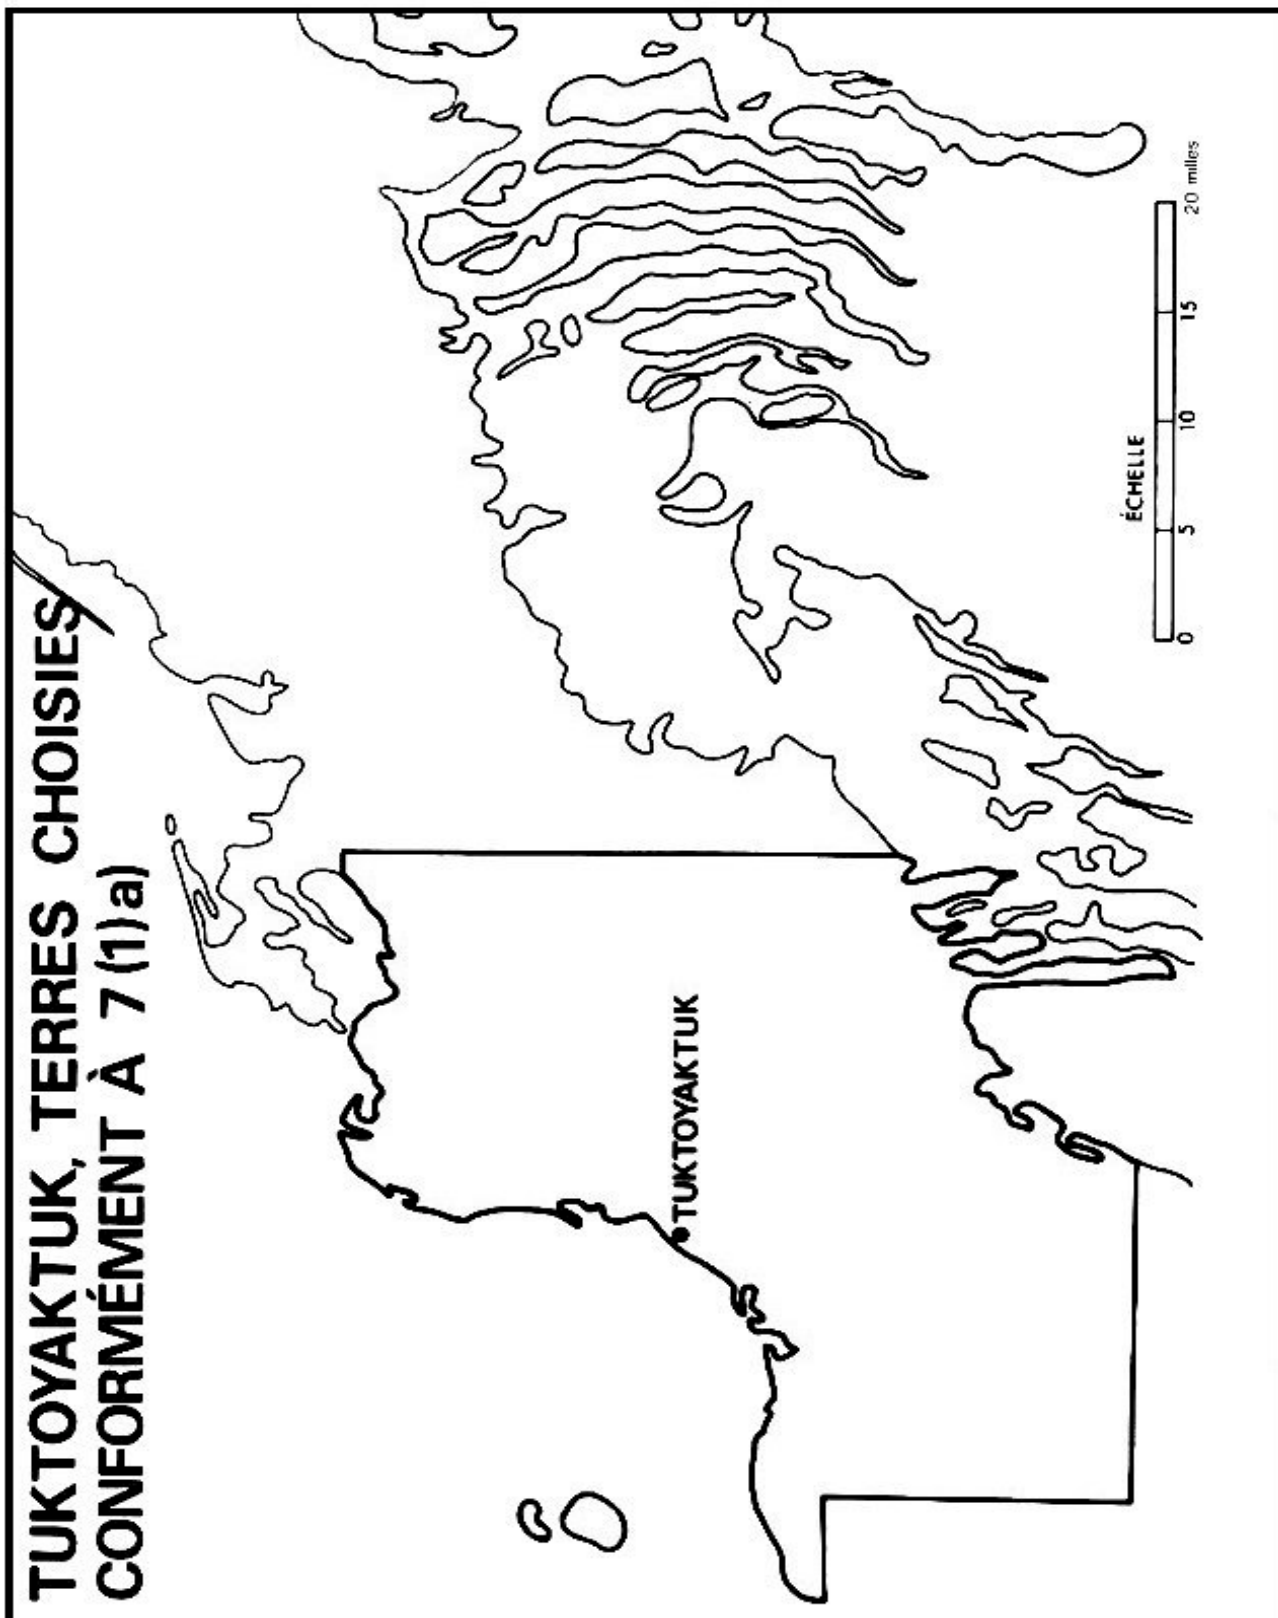 TUKTOYAKTUK, TERRES CHOISIES
CONFORMÉMENT À 7 (1) a)
TUKTOYAKTUK
ÉCHELLE
0 5 10 15 20 milles